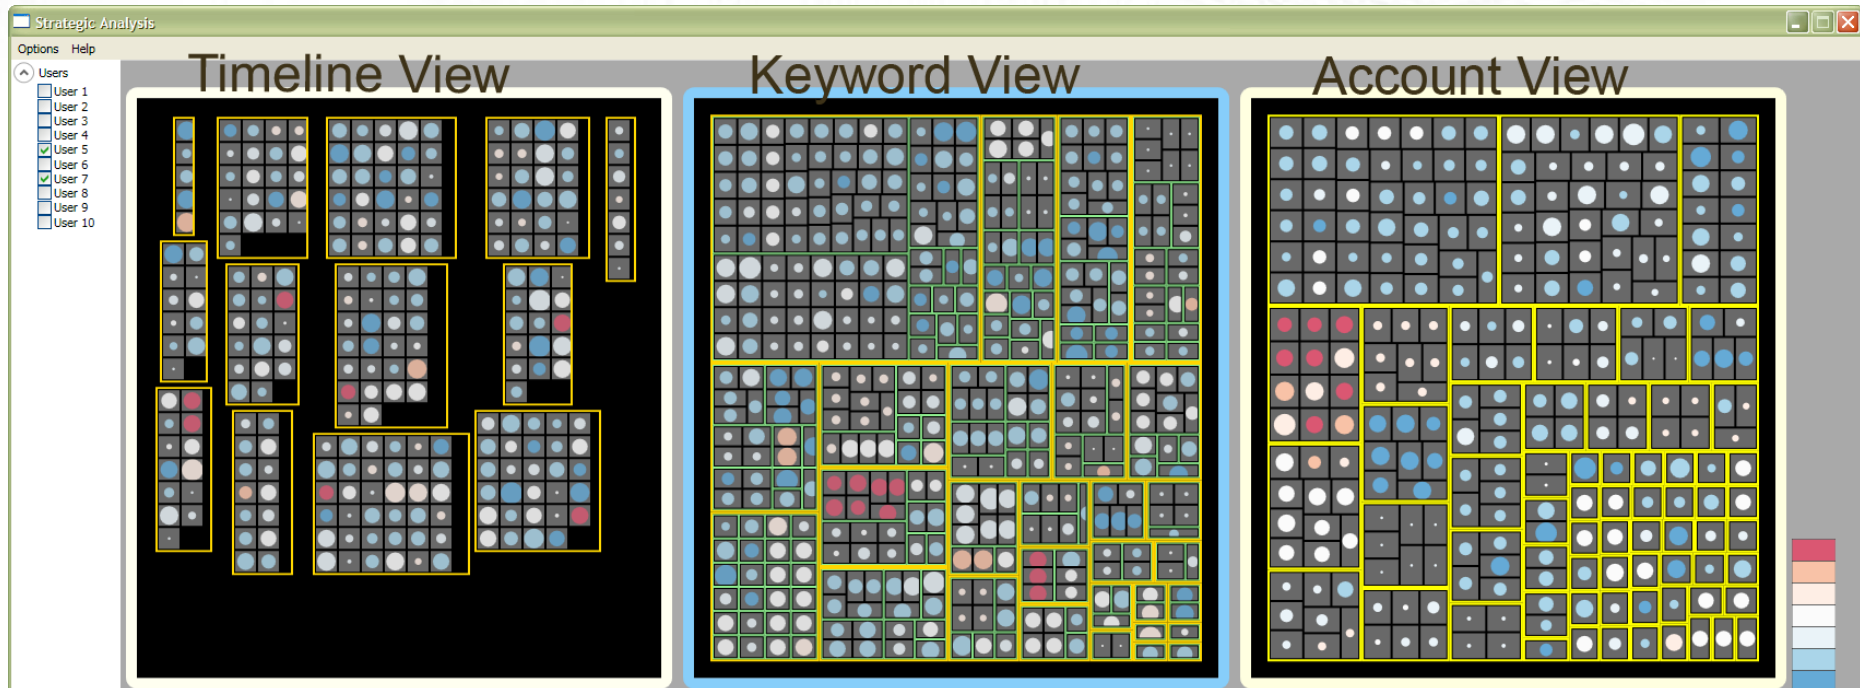 Strategic Analysis
Options Help
Users
User 1
User 2
User 3
User 4
User 5
User 6
User 7
User 8
User 9
User 10
Timeline View
Keyword View
Account View